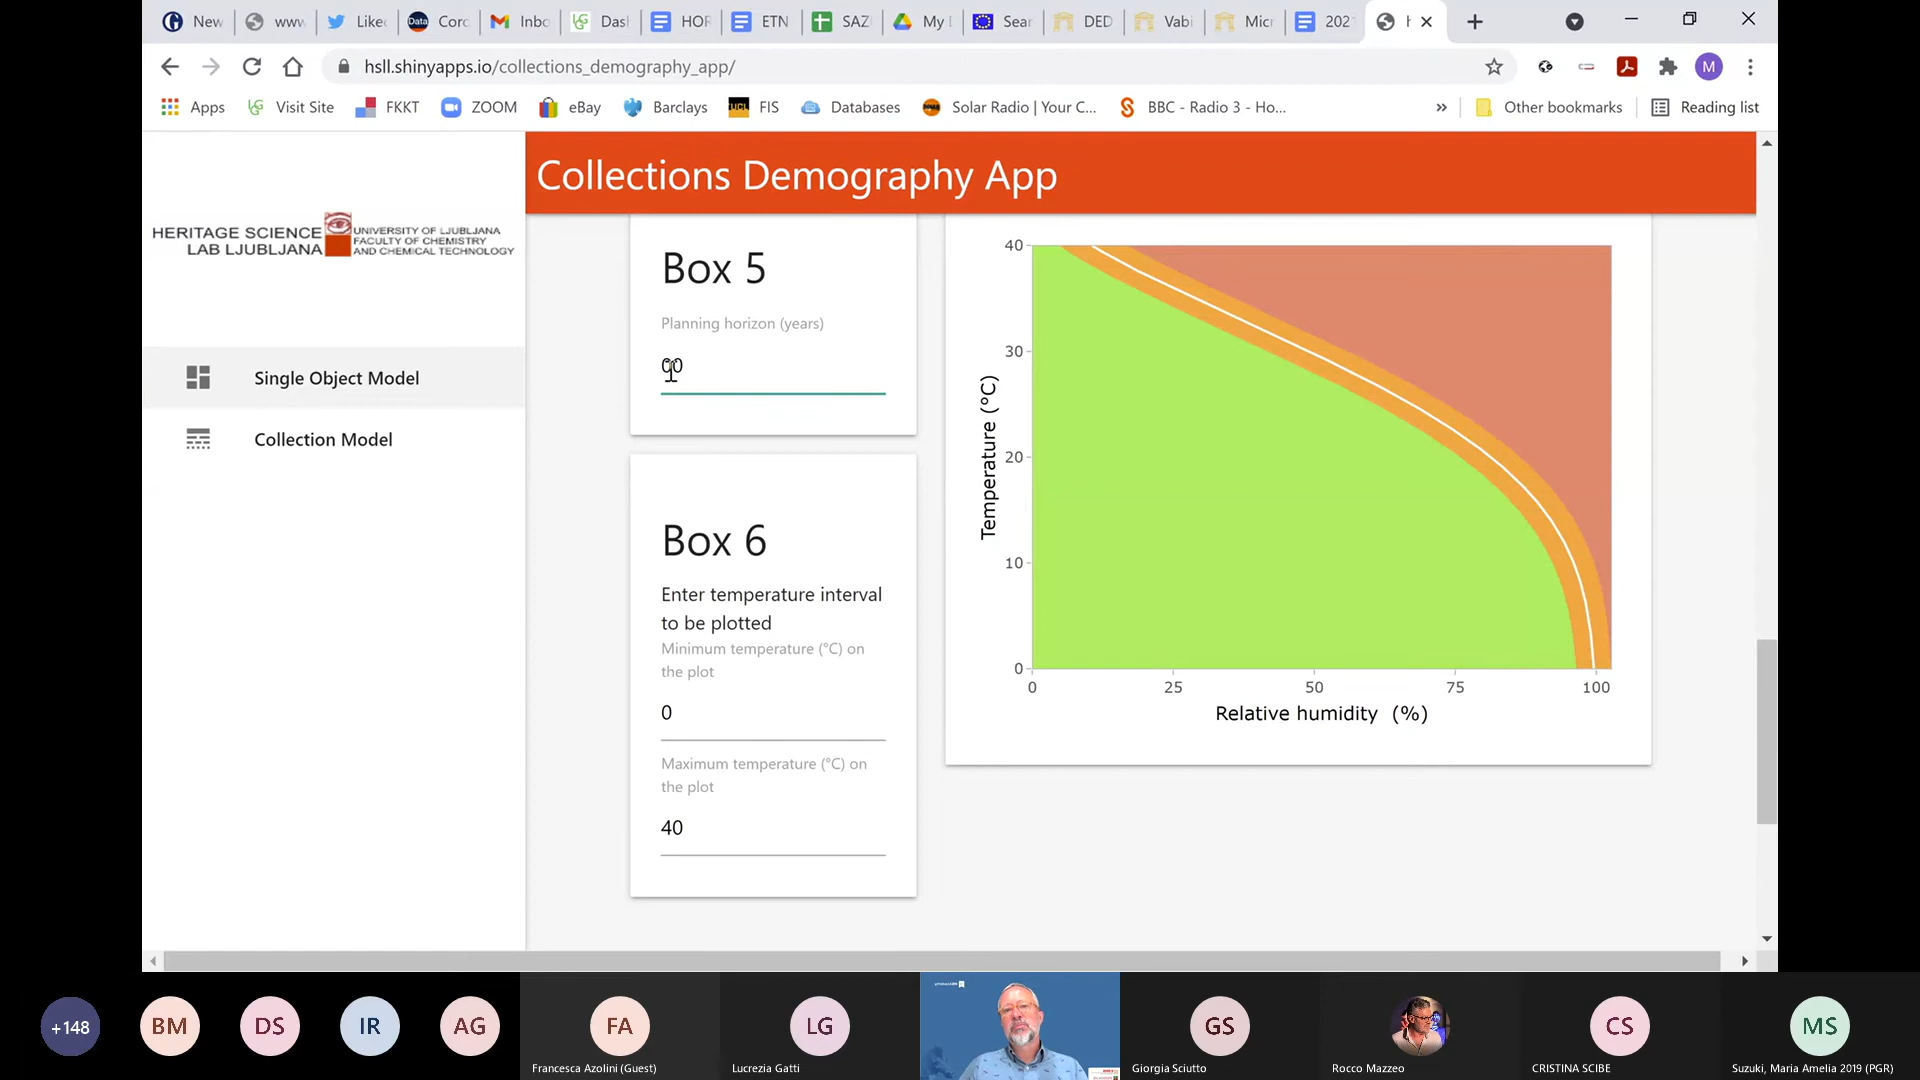 New
www
Like
Data
Corc
Inbo
Das
HOR
ETN
SAZ
My
Sear
DED
Vabi
Micr
202
hsll.shinyapps.io/collections_demography_app/
M
Apps
Visit Site
FKKT
ZOOM
eBay
Barclays
FIS
Databases
Solar Radio | Your C...
BBC - Radio 3 - Ho...
»
Other bookmarks
Reading list
HERITAGE SCIENCE
LAB LJUBLJANA
UNIVERSITY OF LJUBLJANA
FACULTY OF CHEMISTRY
AND CHEMICAL TECHNOLOGY
Single Object Model
Collection Model
Collections Demography App
Box 5
Planning horizon (years)
00
Box 6
Enter temperature interval
to be plotted
Minimum temperature (°C) on
the plot
0
Maximum temperature (°C) on
the plot
40
Temperature (°C)
40
30
20
10
0
0 25 50 75 100
Relative humidity (%)
+148
BM
DS
IR
AG
FA
Francesca Azolini (Guest)
LG
Lucrezia Gatti
GS
Giorgia Sciutto
Rocco Mazzeo
CS
CRISTINA SCIBE
MS
Suzuki, Maria Amelia 2019 (PGR)